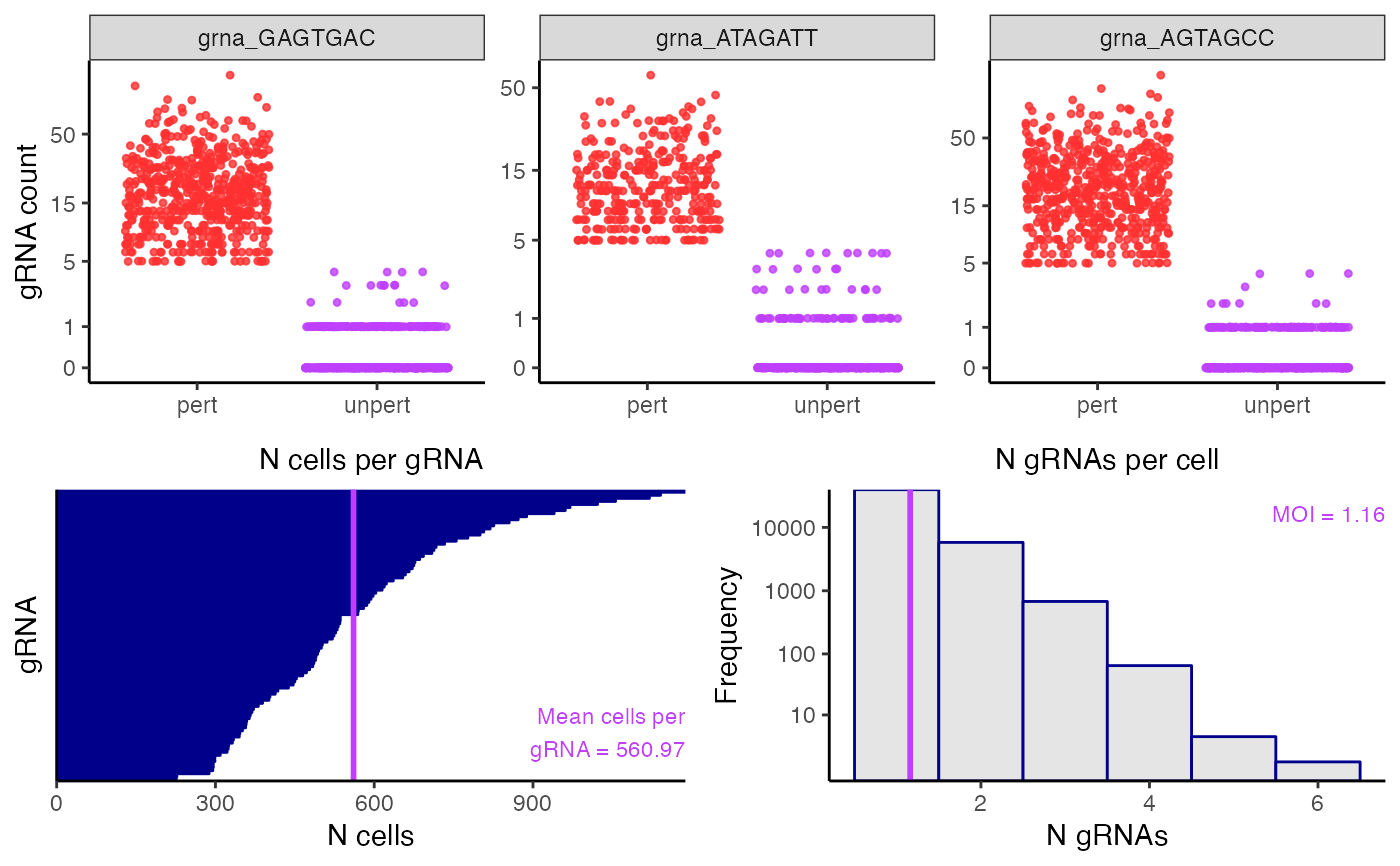 grna_GAGTGAC grna_ATAGATT grna_AGTAGCC
gRNA count
50 15 5 1 0
pert unpert
50 15 5 1 0
pert unpert
50 15 5 1 0
pert unpert
N cells per gRNA
gRNA
Mean cells per
gRNA = 560.97
0 300 600 900
N cells
N gRNAs per cell
Frequency
MOI = 1.16
10000
1000
100
10
2 4 6
N gRNAs